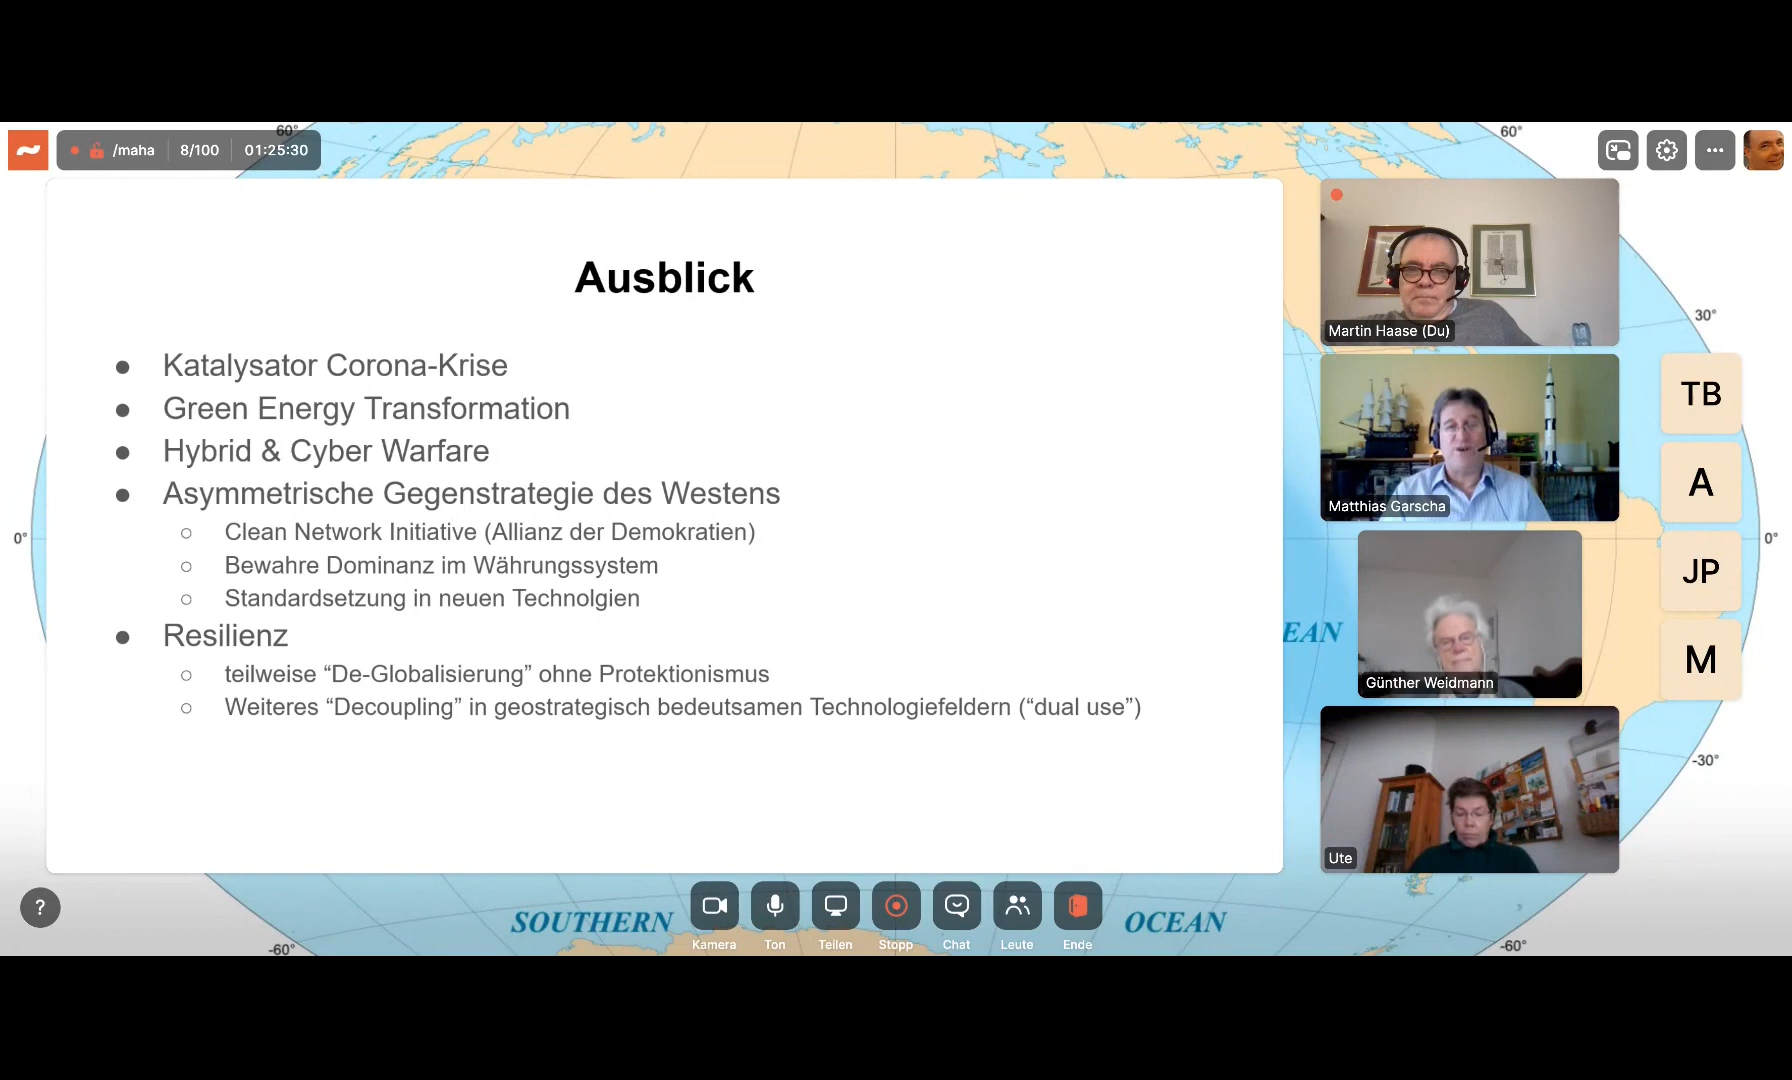 60°
/maha 8/100 01:25:30
60°
Ausblick
Katalysator Corona-Krise
Green Energy Transformation
Hybrid & Cyber Warfare
Asymmetrische Gegenstrategie des Westens
Clean Network Initiative (Allianz der Demokratien)
Bewahre Dominanz im Währungssystem
Standardsetzung in neuen Technolgien
Resilienz
teilweise “De-Globalisierung” ohne Protektionismus
Weiteres “Decoupling” in geostrategisch bedeutsamen Technologiefeldern (“dual use”)
Martin Haase (Du)
Matthias Garscha
Günther Weidmann
Ute
TB
A
JP
M
30°
0°
0°
EAN
-30°
?
SOUTHERN
OCEAN
Kamera Ton Teilen Stopp Chat Leute Ende
-60°
-60°